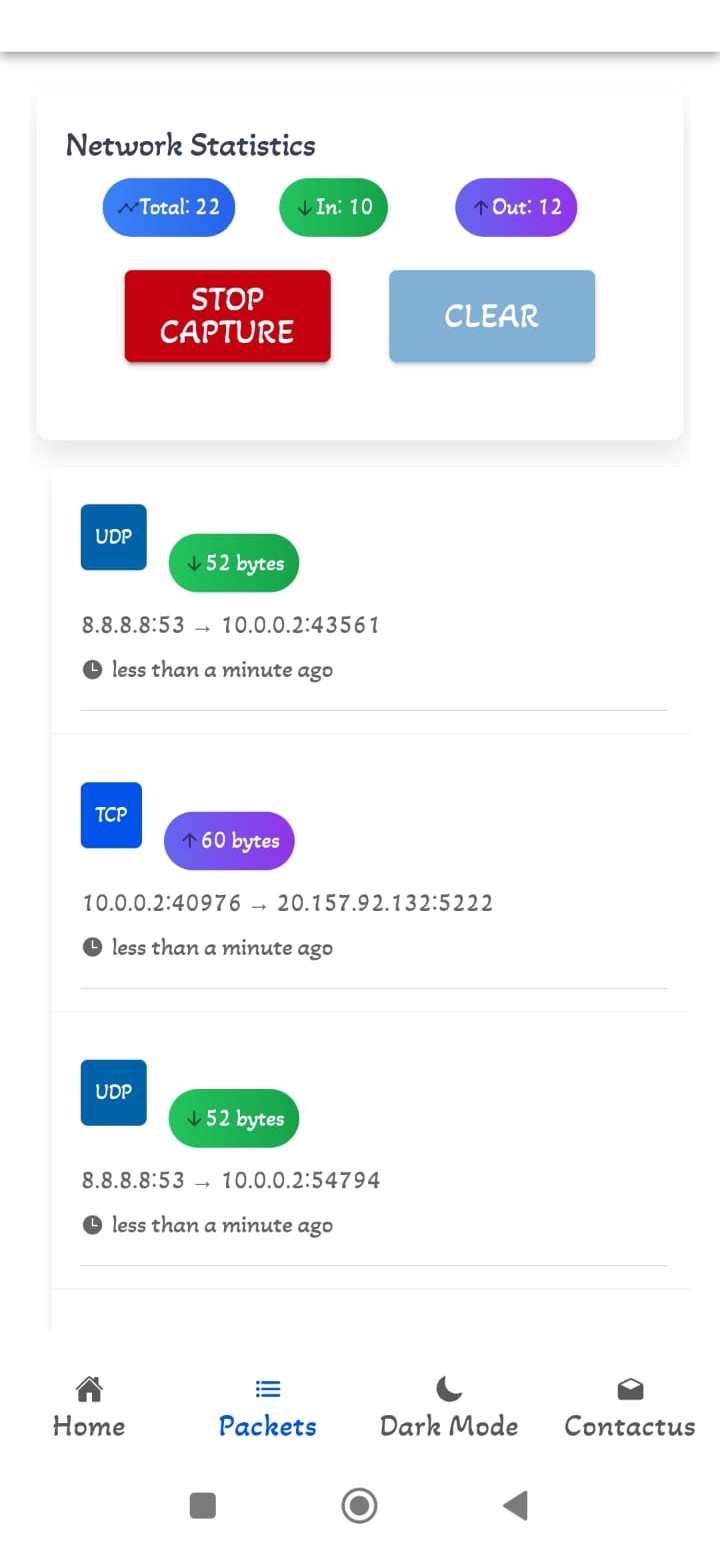 Network Statistics
Total: 22
In: 10
Out: 12
STOP
CAPTURE
CLEAR
UDP
52 bytes
8.8.8.8:53 → 10.0.0.2:43561
less than a minute ago
TCP
60 bytes
10.0.0.2:40976 → 20.157.92.132:5222
less than a minute ago
UDP
52 bytes
8.8.8.8:53 → 10.0.0.2:54794
less than a minute ago
Home
Packets
Dark Mode
Contactus